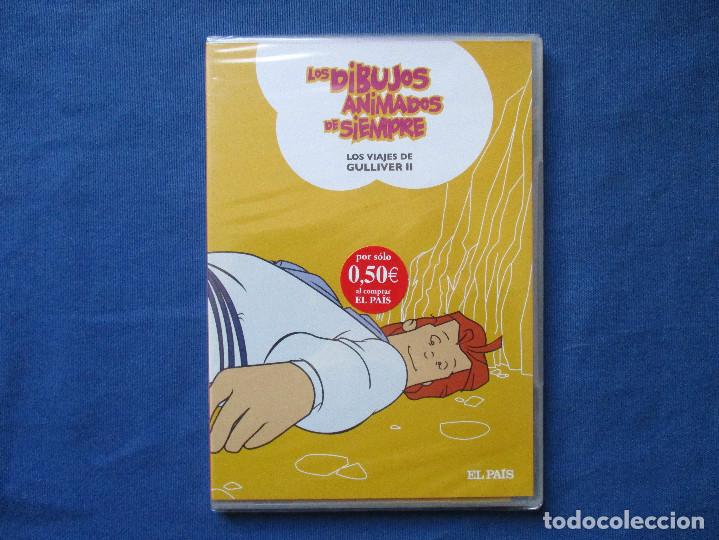 LOS DIBUJOS
ANIMADOS
DE SIEMPRE
LOS VIAJES DE
GULLIVER II
por sólo
0,50€
al comprar
EL PAÍS
EL PAÍS
todocoleccion